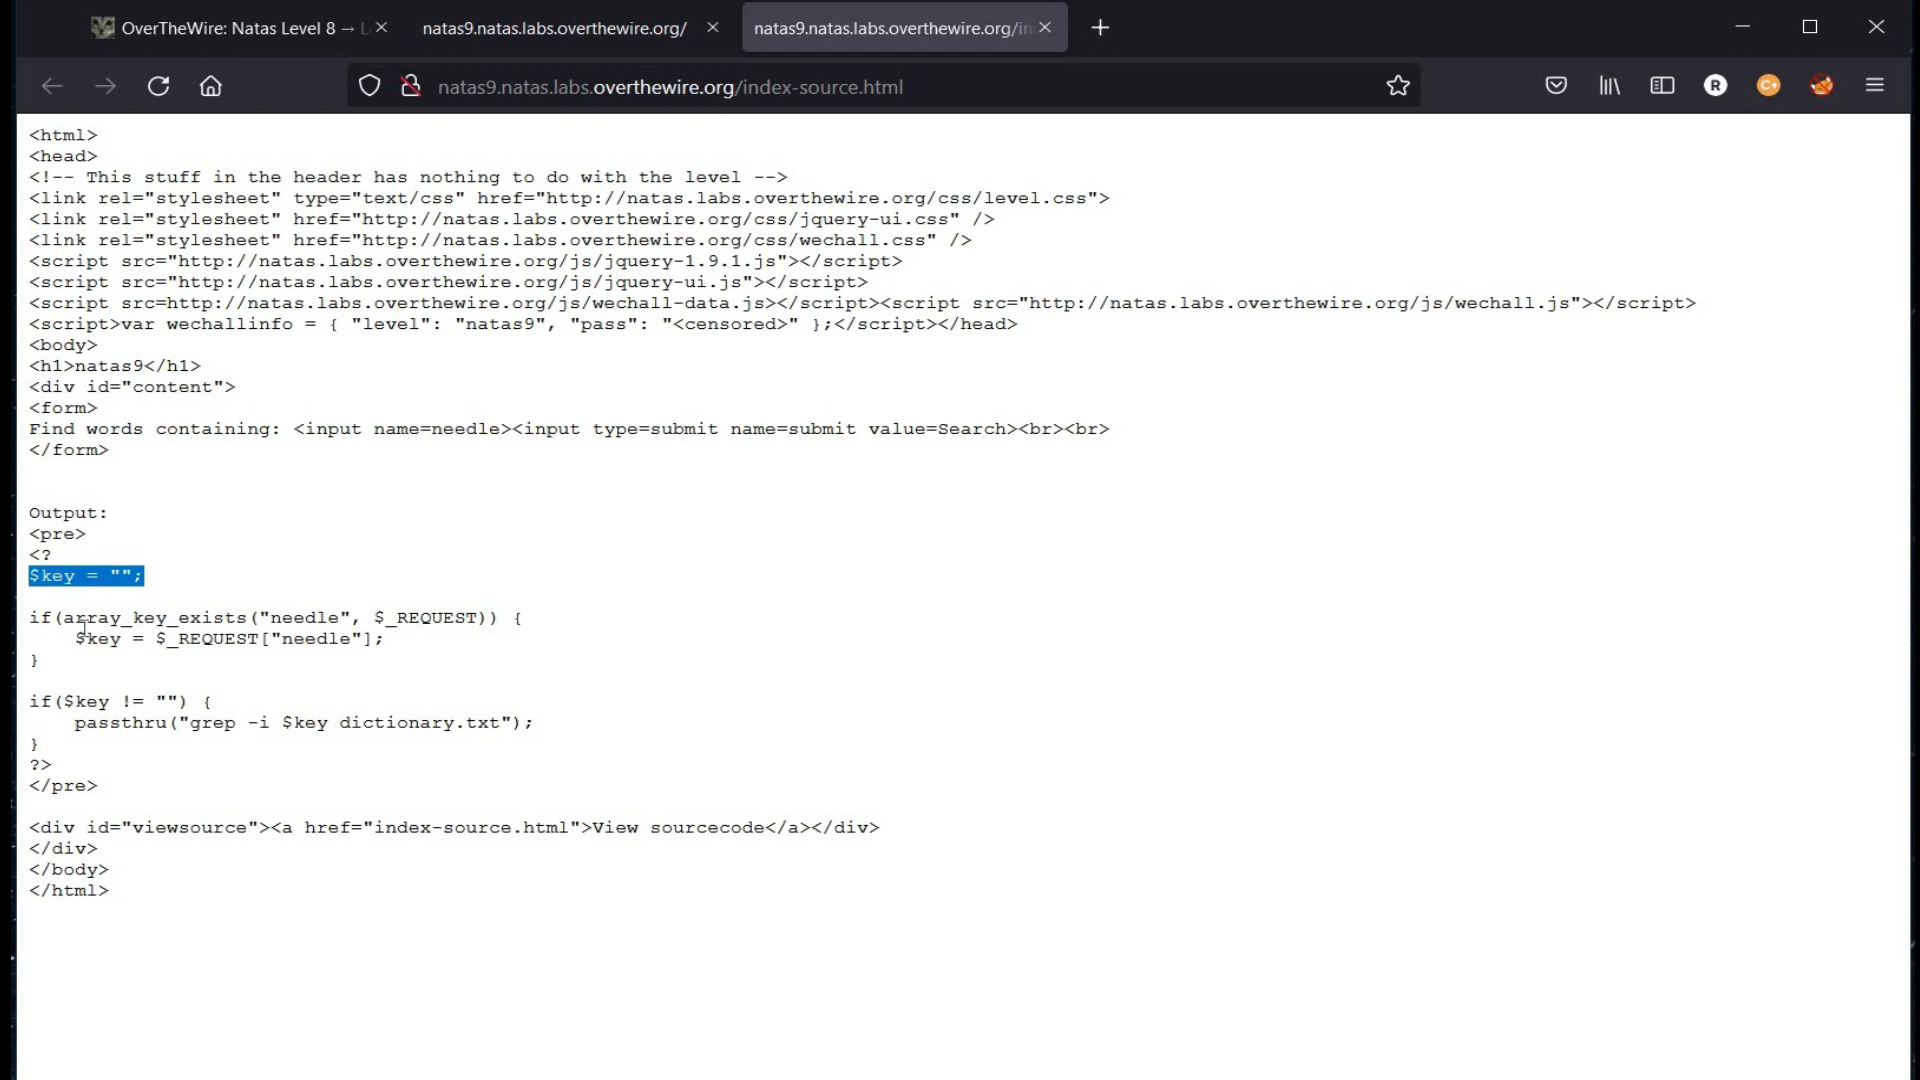 OverTheWire: Natas Level 8 → L
natas9.natas.labs.overthewire.org/
natas9.natas.labs.overthewire.org/in
natas9.natas.labs.overthewire.org/index-source.html
R
C+
<html>
<head>
<!-- This stuff in the header has nothing to do with the level -->
<link rel="stylesheet" type="text/css" href="http://natas.labs.overthewire.org/css/level.css">
<link rel="stylesheet" href="http://natas.labs.overthewire.org/css/jquery-ui.css" />
<link rel="stylesheet" href="http://natas.labs.overthewire.org/css/wechall.css" />
<script src="http://natas.labs.overthewire.org/js/jquery-1.9.1.js"></script>
<script src="http://natas.labs.overthewire.org/js/jquery-ui.js"></script>
<script src=http://natas.labs.overthewire.org/js/wechall-data.js></script><script src="http://natas.labs.overthewire.org/js/wechall.js"></script>
<script>var wechallinfo = { "level": "natas9", "pass": "<censored>" };</script></head>
<body>
<h1>natas9</h1>
<div id="content">
<form>
Find words containing: <input name=needle><input type=submit name=submit value=Search><br><br>
</form>
Output:
<pre>
<?
$key = "";
if(array_key_exists("needle", $_REQUEST)) {
$key = $_REQUEST["needle"];
}
if($key != "") {
passthru("grep -i $key dictionary.txt");
}
?>
</pre>
<div id="viewsource"><a href="index-source.html">View sourcecode</a></div>
</div>
</body>
</html>